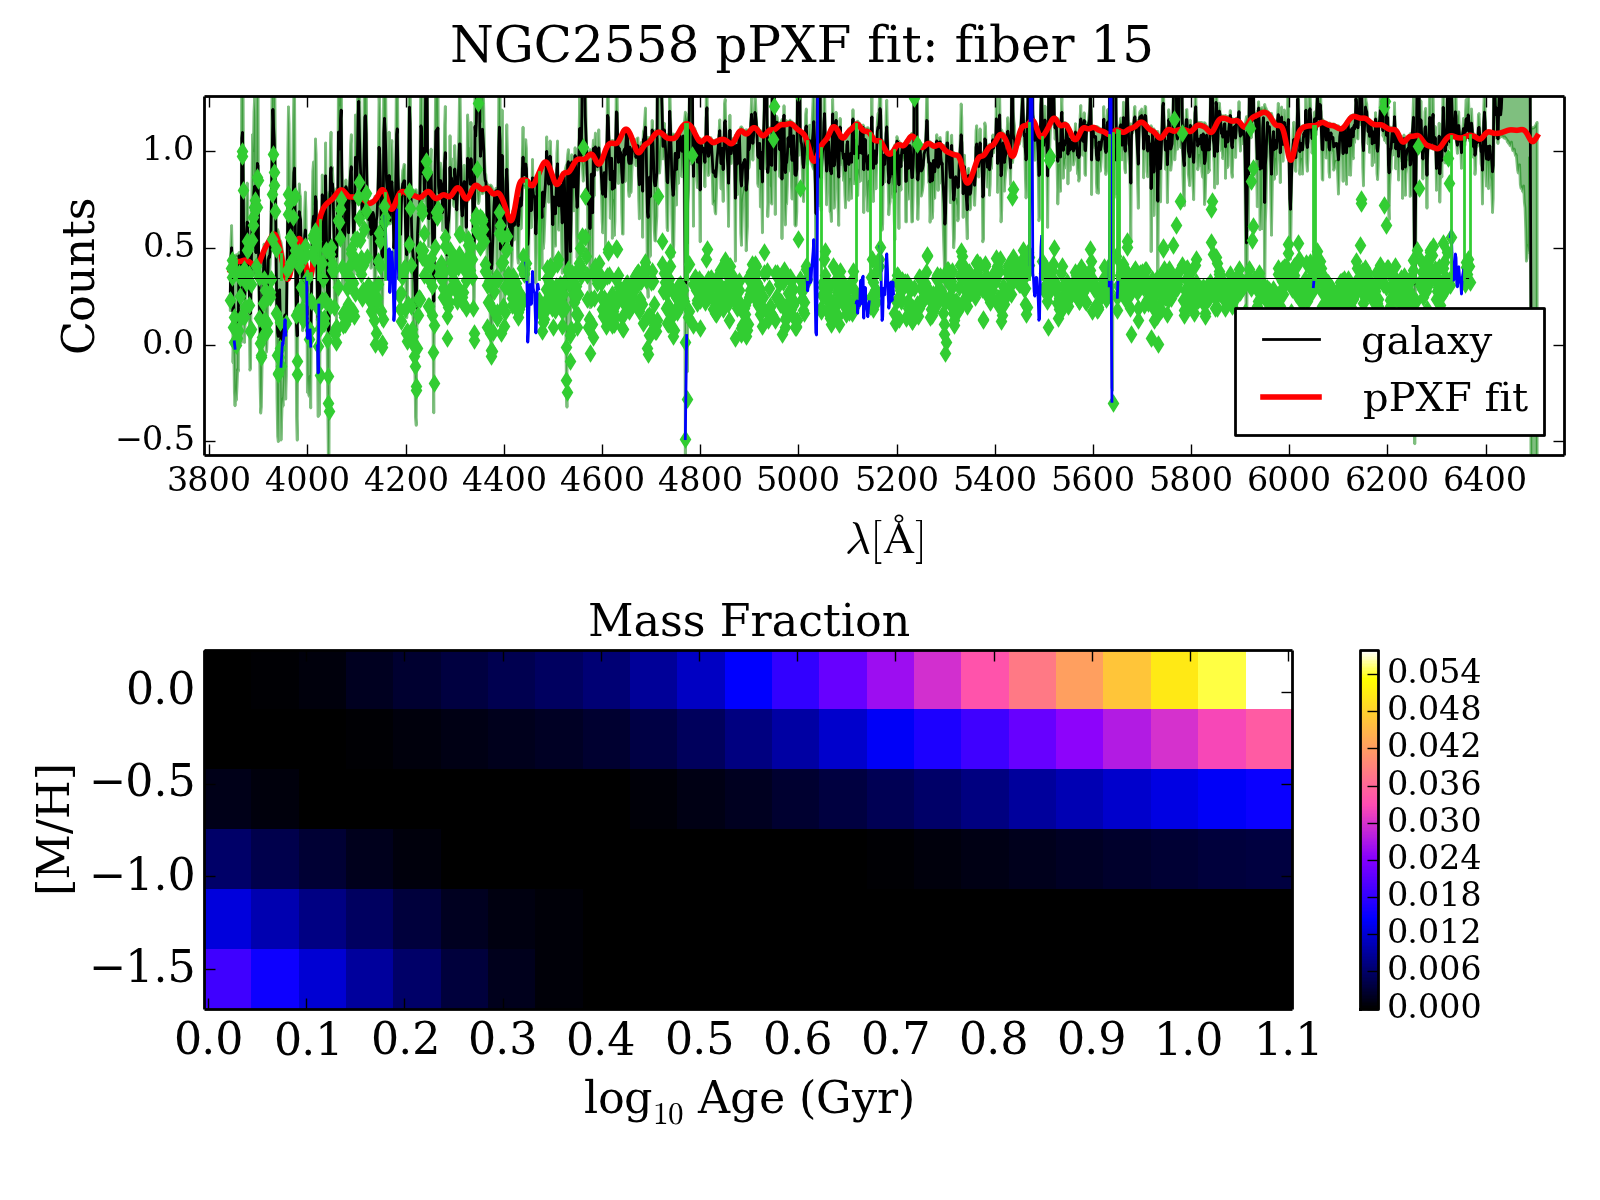 NGC2558 pPXF fit: fiber 15
Counts
1.0
0.5
0.0
−0.5
3800 4000 4200 4400 4600 4800 5000 5200 5400 5600 5800 6000 6200 6400
λ[Å]
galaxy
pPXF fit
Mass Fraction
[M/H]
0.0
−0.5
−1.0
−1.5
0.0 0.1 0.2 0.3 0.4 0.5 0.6 0.7 0.8 0.9 1.0 1.1
log₁₀ Age (Gyr)
0.054
0.048
0.042
0.036
0.030
0.024
0.018
0.012
0.006
0.000